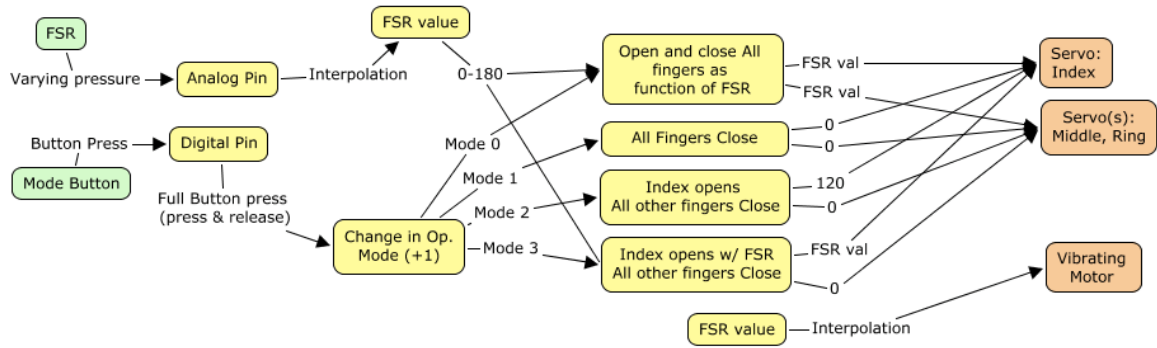 FSR
Varying pressure
Analog Pin
Interpolation
FSR value
0-180
Button Press
Mode Button
Digital Pin
Full Button press
(press & release)
Change in Op.
Mode (+1)
Mode 0
Mode 1
Mode 2
Mode 3
Open and close All
fingers as
function of FSR
FSR val
FSR val
All Fingers Close
0
0
Index opens
All other fingers Close
120
0
Index opens w/ FSR
All other fingers Close
FSR val
0
Servo:
Index
Servo(s):
Middle, Ring
FSR value
Interpolation
Vibrating
Motor